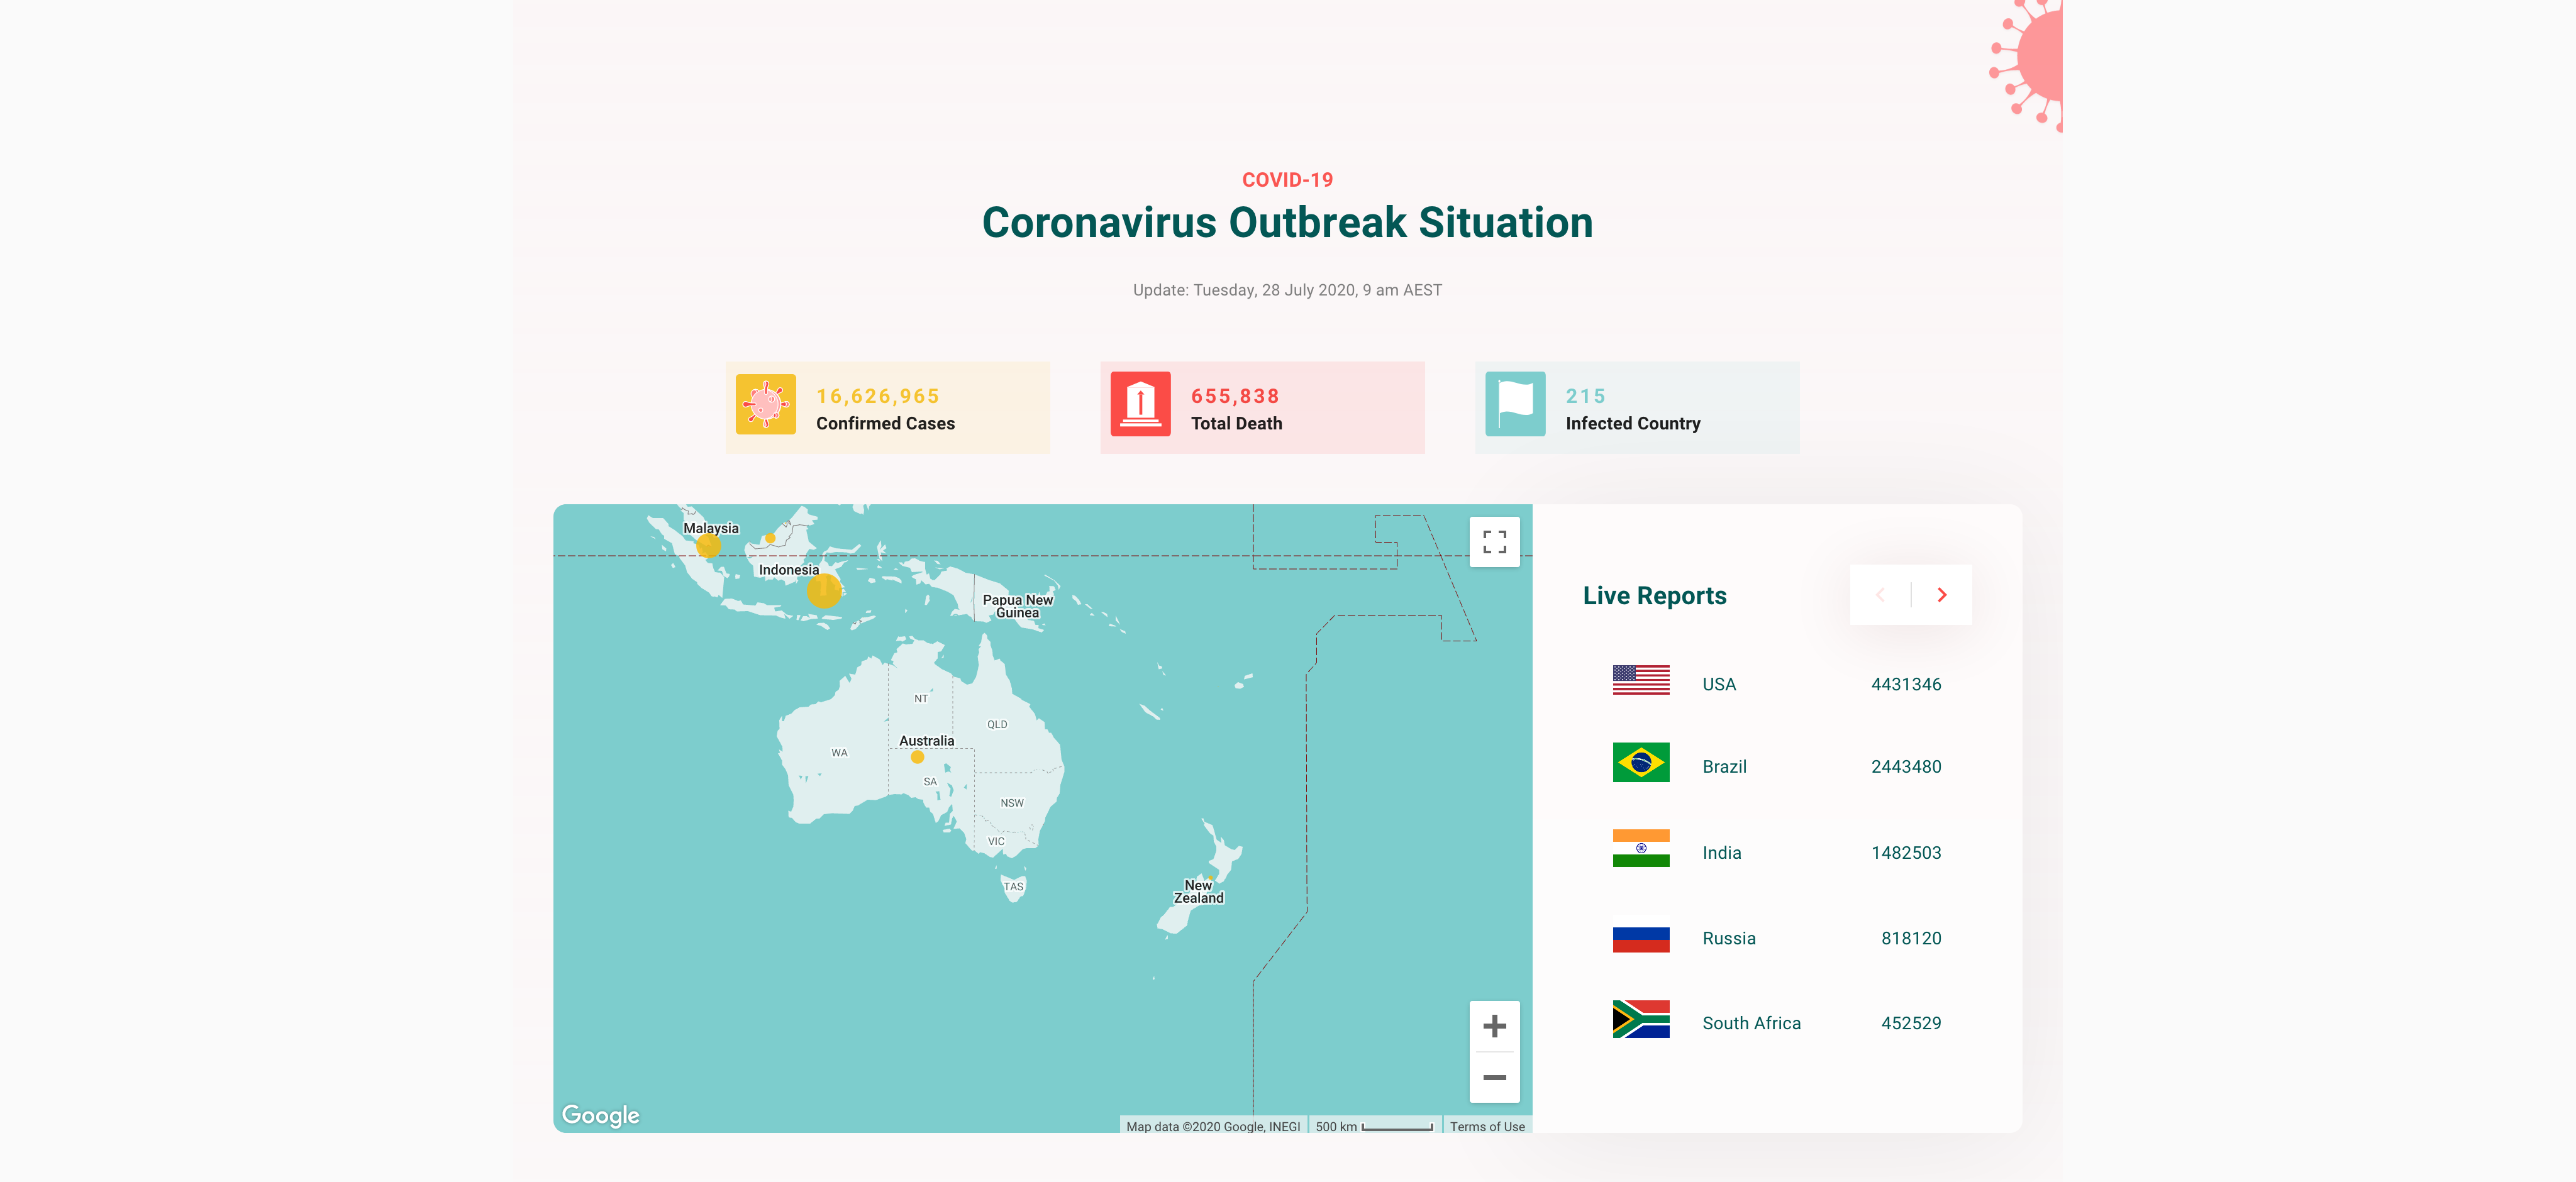 COVID-19
Coronavirus Outbreak Situation
Update: Tuesday, 28 July 2020, 9 am AEST
16,626,965
Confirmed Cases
655,838
Total Death
215
Infected Country
Malaysia
Indonesia
Papua New
Guinea
NT
QLD
Australia
WA
SA
NSW
VIC
TAS
New
Zealand
Google
Map data ©2020 Google, INEGI
500 km
Terms of Use
Live Reports
USA 4431346
Brazil 2443480
India 1482503
Russia 818120
South Africa 452529